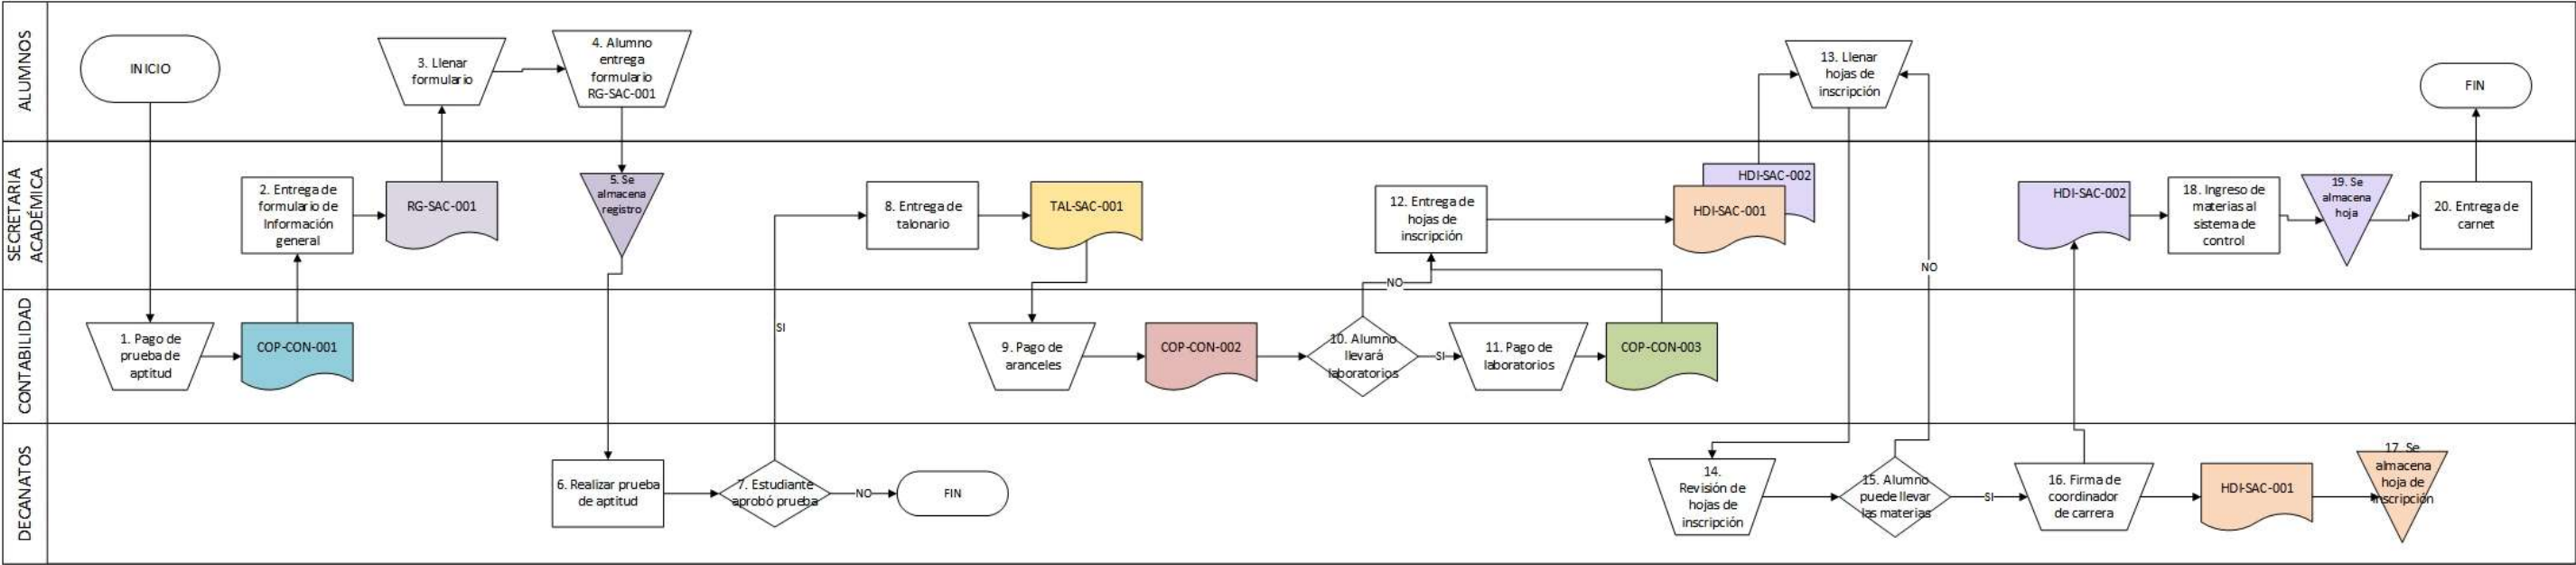 ALUMNOS
INICIO
3. Llenar
formulario
4. Alumno
entrega
formulario
RG-SAC-001
13. Llenar
hojas de
inscripción
FIN
SECRETARIA
ACADÉMICA
2. Entrega de
formulario de
Información
general
RG-SAC-001
5. Se
almacena
registro
8. Entrega de
talonario
TAL-SAC-001
12. Entrega de
hojas de
inscripción
HDI-SAC-002
HDI-SAC-001
NO
HDI-SAC-002
18. Ingreso de
materias al
sistema de
control
19. Se
almacena
hoja
20. Entrega de
carnet
NO
CONTABILIDAD
1. Pago de
prueba de
aptitud
COP-CON-001
SI
9. Pago de
aranceles
COP-CON-002
10. Alumno
llevará
laboratorios
SI
11. Pago de
laboratorios
COP-CON-003
DECANATOS
6. Realizar prueba
de aptitud
7. Estudiante
aprobó prueba
NO
FIN
14.
Revisión de
hojas de
inscripción
15. Alumno
puede llevar
las materias
SI
16. Firma de
coordinador
de carrera
HDI-SAC-001
17. Se
almacena
hoja de
inscripción